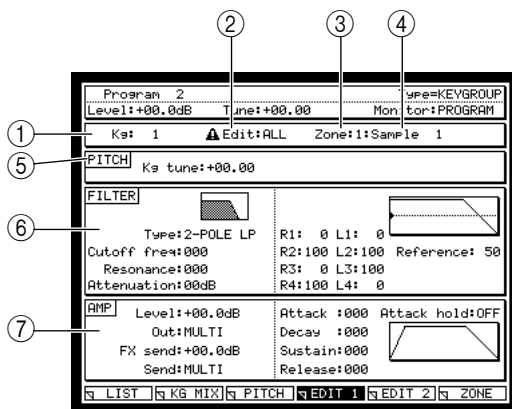 ② ③ ④
Program 2 Type=KEYGROUP
Level:+00.0dB Tune:+00.00 Monitor:PROGRAM
① Kg: 1 Edit:ALL Zone:1:Sample 1
⑤ PITCH
Kg tune:+00.00
FILTER
⑥ Type:2-POLE LP R1: 0 L1: 0
Cutoff freq:000 R2:100 L2:100 Reference: 50
Resonance:000 R3: 0 L3:100
Attenuation:00dB R4:100 L4: 0
AMP
⑦ Level:+00.0dB Attack :000 Attack hold:OFF
Out:MULTI Decay :000
FX send:+00.0dB Sustain:000
Send:MULTI Release:000
LIST KG MIX PITCH EDIT 1 EDIT 2 ZONE